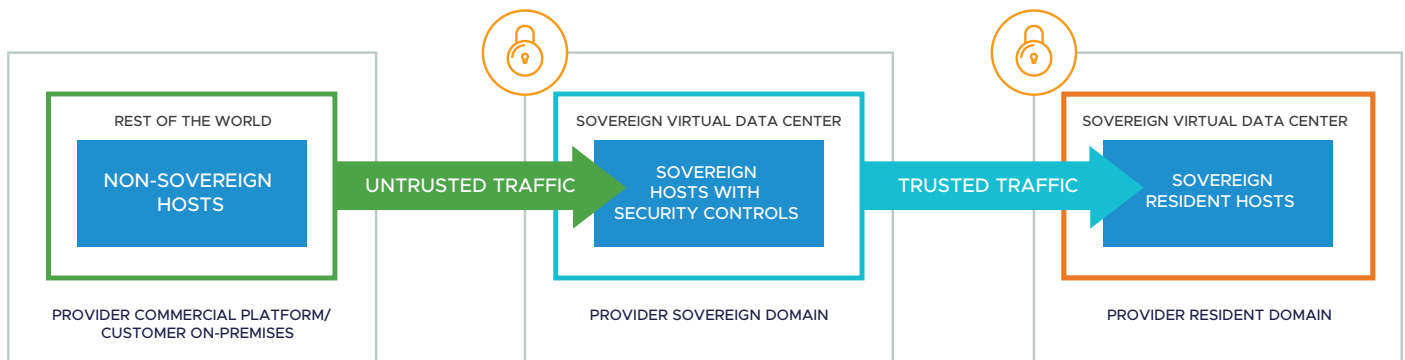 REST OF THE WORLD
NON-SOVEREIGN
HOSTS
PROVIDER COMMERCIAL PLATFORM/
CUSTOMER ON-PREMISES
UNTRUSTED TRAFFIC
SOVEREIGN VIRTUAL DATA CENTER
SOVEREIGN
HOSTS WITH
SECURITY CONTROLS
PROVIDER SOVEREIGN DOMAIN
TRUSTED TRAFFIC
SOVEREIGN VIRTUAL DATA CENTER
SOVEREIGN
RESIDENT HOSTS
PROVIDER RESIDENT DOMAIN